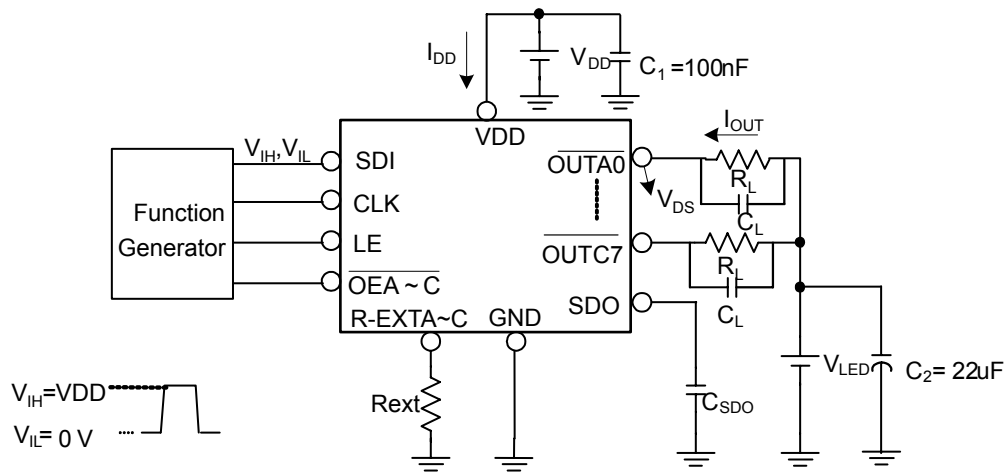 I_DD
V_DD
C_1 =100nF
VDD
V_IH,V_IL
SDI
CLK
LE
OEA ~ C
Function
Generator
OUTA0
OUTC7
SDO
R-EXTA~C
GND
I_OUT
R_L
V_DS
C_L
R_L
C_L
V_LED
C_2= 22uF
C_SDO
Rext
V_IH=VDD
V_IL= 0 V